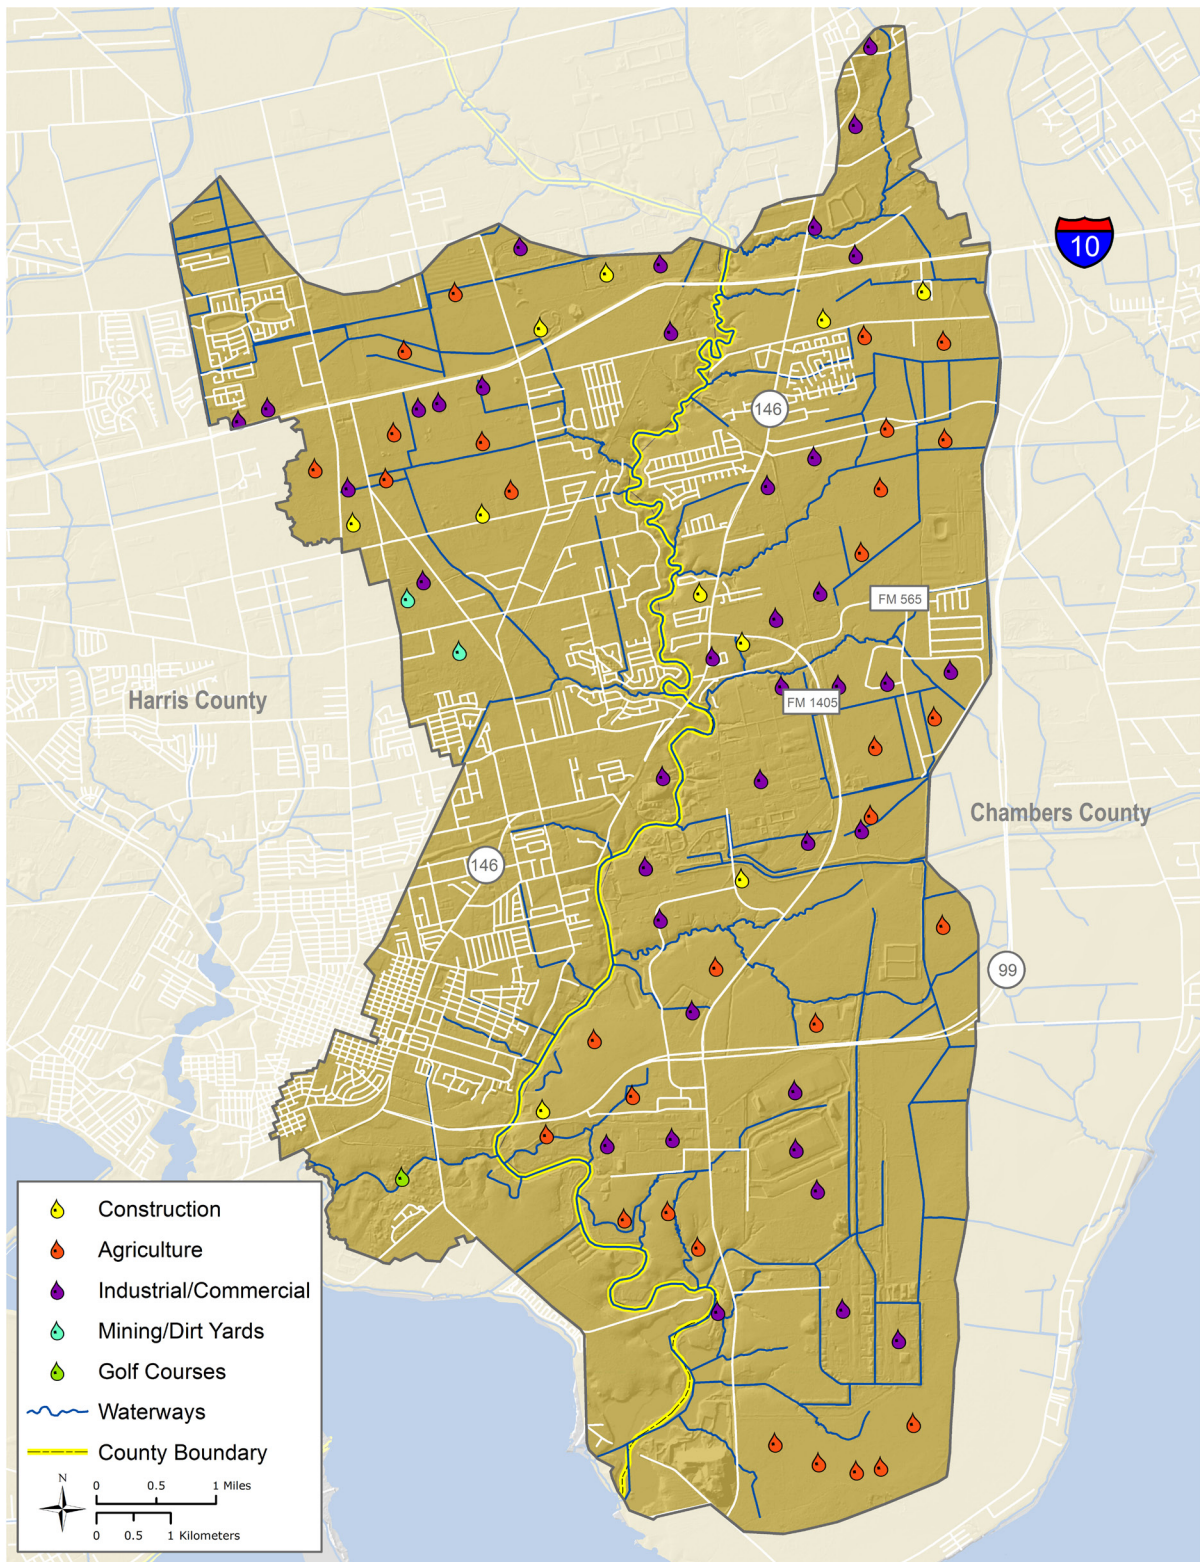 10
146
FM 565
Harris County
FM 1405
Chambers County
146
99
Construction
Agriculture
Industrial/Commercial
Mining/Dirt Yards
Golf Courses
Waterways
County Boundary
N
0 0.5 1 Miles
0 0.5 1 Kilometers